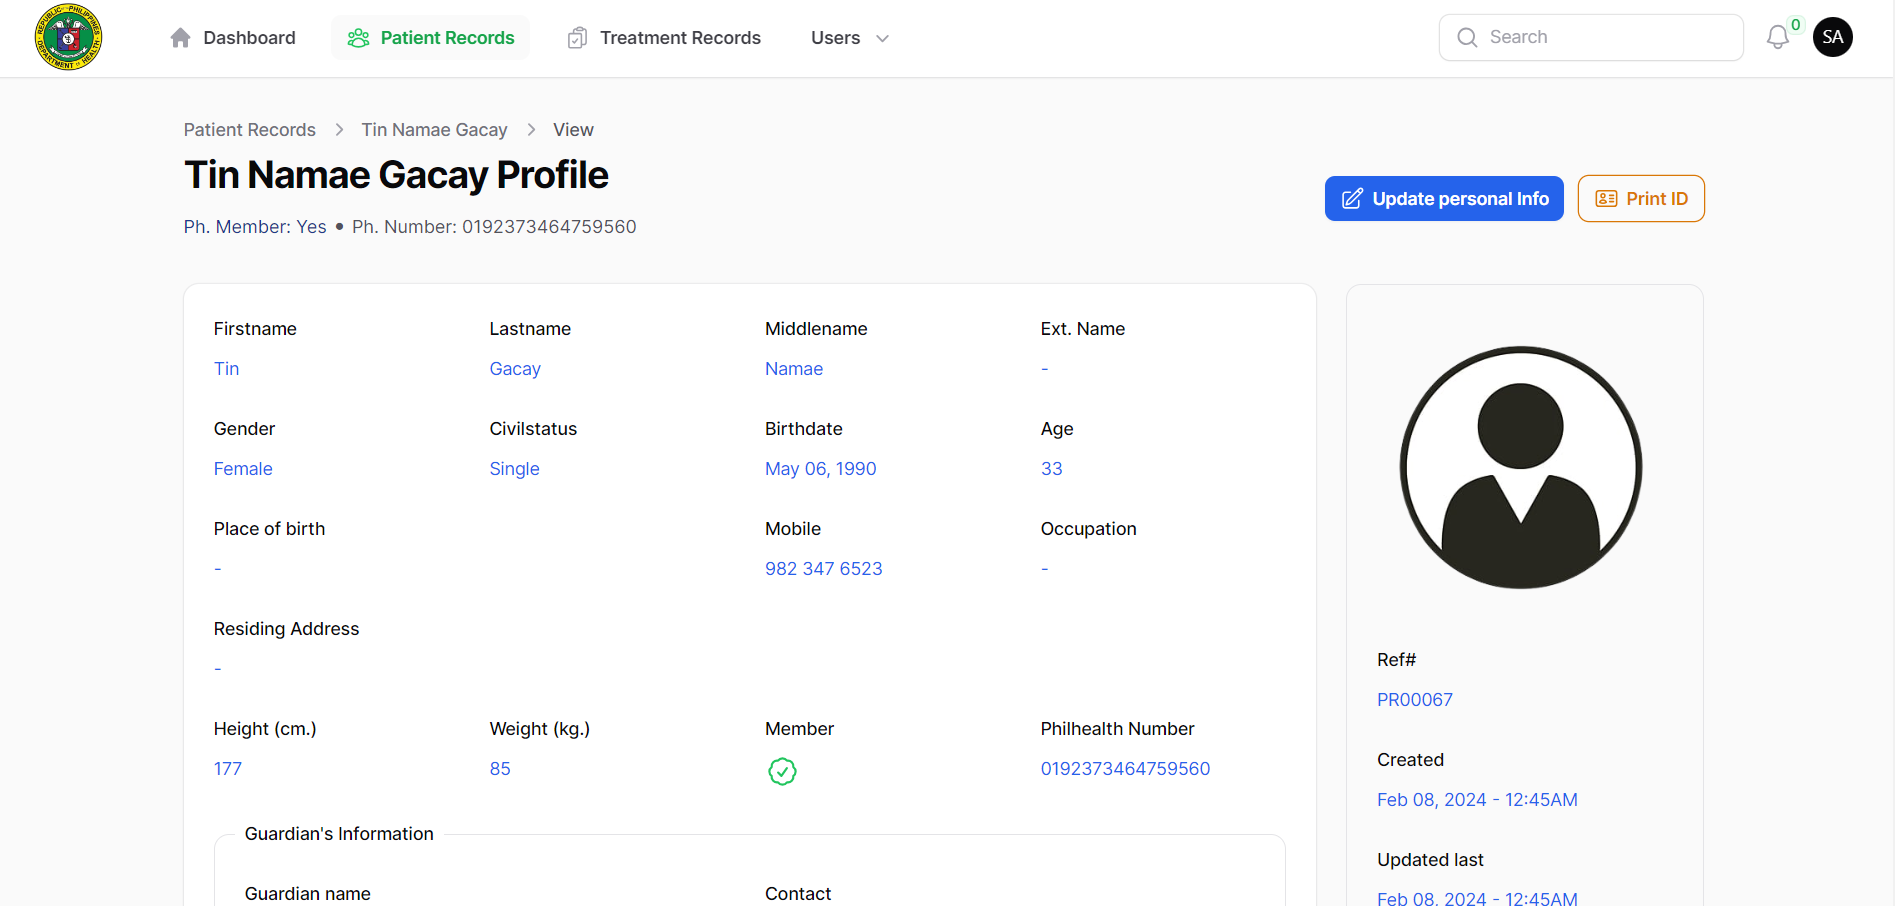 REPUBLIC OF PHILIPPINES
DEPARTMENT OF HEALTH
Dashboard Patient Records Treatment Records Users Search 0 SA
Patient Records > Tin Namae Gacay > View
Tin Namae Gacay Profile
Update personal Info Print ID
Ph. Member: Yes • Ph. Number: 0192373464759560
Firstname Lastname Middlename Ext. Name
Tin Gacay Namae -
Gender Civilstatus Birthdate Age
Female Single May 06, 1990 33
Place of birth Mobile Occupation
- 982 347 6523 -
Residing Address
-
Height (cm.) Weight (kg.) Member Philhealth Number
177 85 0192373464759560
Guardian's Information
Guardian name Contact
Ref#
PR00067
Created
Feb 08, 2024 - 12:45AM
Updated last
Feb 08, 2024 - 12:45AM